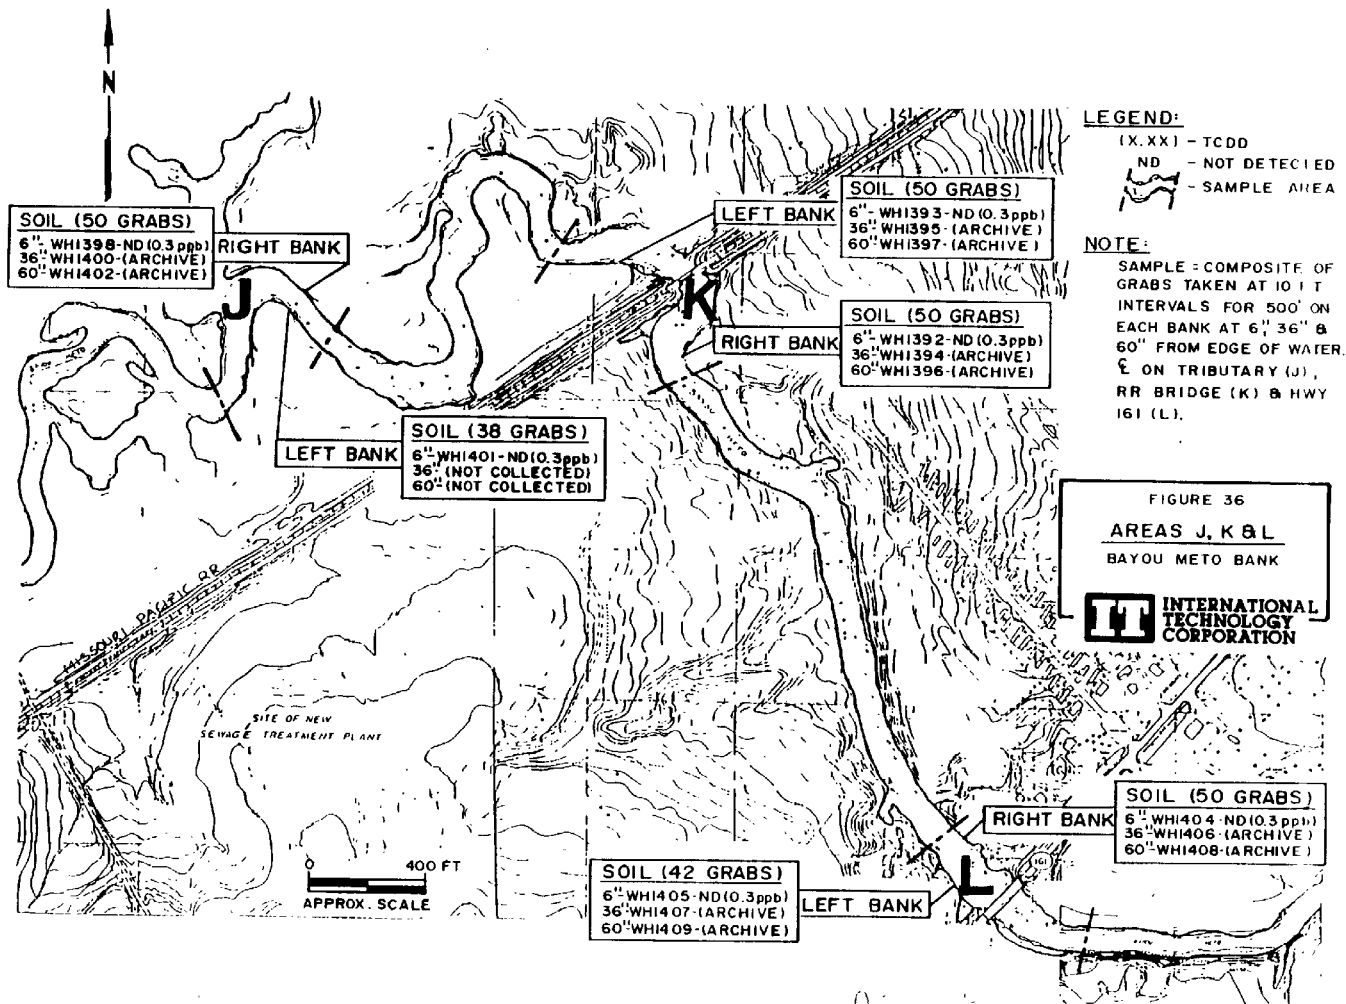 N
LEGEND:
(X.XX) - TCDD
ND - NOT DETECTED
- SAMPLE AREA
NOTE:
SAMPLE = COMPOSITE OF
GRABS TAKEN AT 10 FT
INTERVALS FOR 500' ON
EACH BANK AT 6", 36" &
60" FROM EDGE OF WATER.
℄ ON TRIBUTARY (J),
RR BRIDGE (K) & HWY
161 (L).
SOIL (50 GRABS)
6"-WH1398-ND(0.3ppb)
36"-WH1400-(ARCHIVE)
60"-WH1402-(ARCHIVE)
RIGHT BANK
J
LEFT BANK
SOIL (38 GRABS)
6"-WH1401-ND(0.3ppb)
36"-(NOT COLLECTED)
60"-(NOT COLLECTED)
LEFT BANK
SOIL (50 GRABS)
6"-WH1393-ND(0.3ppb)
36"-WH1395-(ARCHIVE)
60"-WH1397-(ARCHIVE)
K
RIGHT BANK
SOIL (50 GRABS)
6"-WH1392-ND(0.3ppb)
36"-WH1394-(ARCHIVE)
60"-WH1396-(ARCHIVE)
FIGURE 36
AREAS J, K & L
BAYOU METO BANK
IT
INTERNATIONAL
TECHNOLOGY
CORPORATION
MISSOURI PACIFIC RR
SITE OF NEW
SEWAGE TREATMENT PLANT
0 400 FT
APPROX. SCALE
RIGHT BANK
SOIL (50 GRABS)
6"-WH1404-ND(0.3ppb)
36"-WH1406-(ARCHIVE)
60"-WH1408-(ARCHIVE)
161
L
LEFT BANK
SOIL (42 GRABS)
6"-WH1405-ND(0.3ppb)
36"-WH1407-(ARCHIVE)
60"-WH1409-(ARCHIVE)